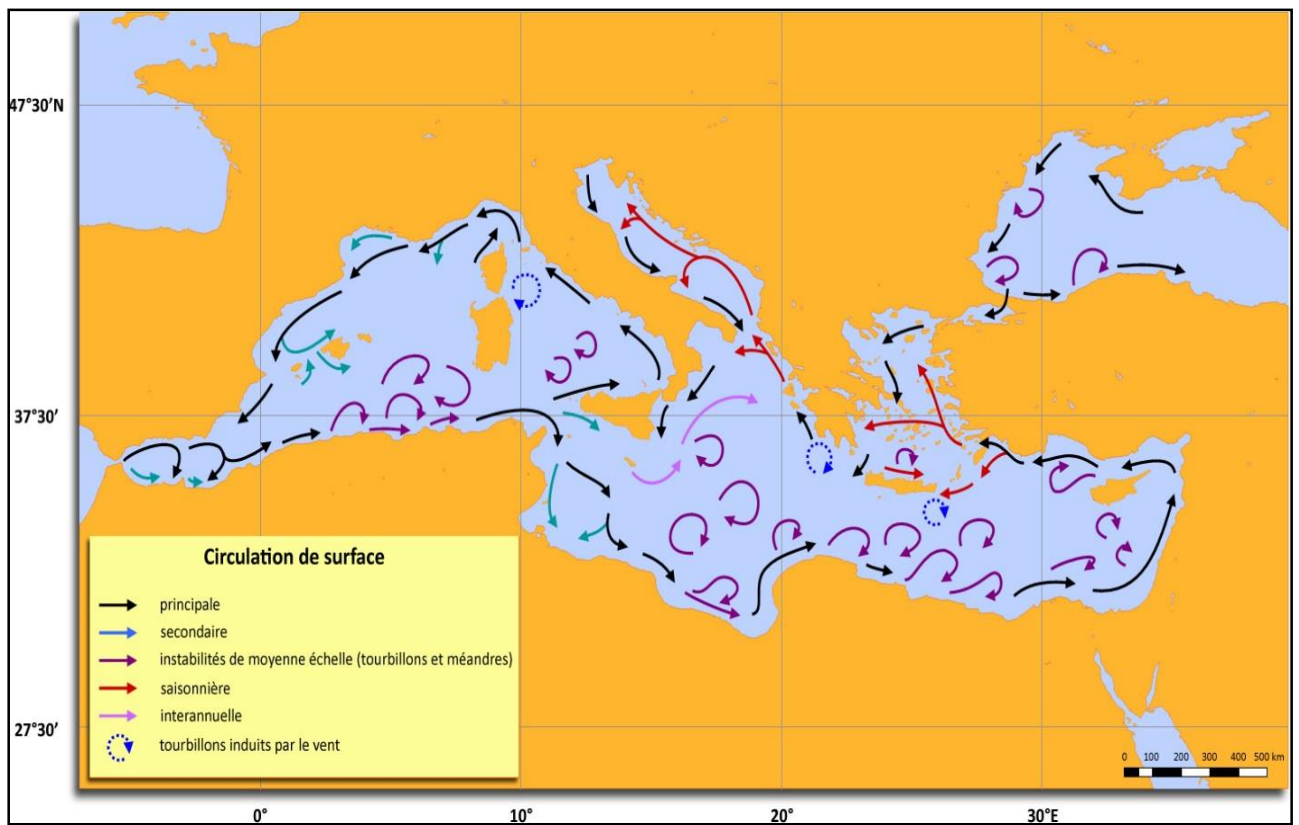 47°30'N
37°30'
27°30'
Circulation de surface
principale
secondaire
instabilités de moyenne échelle (tourbillons et méandres)
saisonnière
interannuelle
tourbillons induits par le vent
0 100 200 300 400 500 km
0° 10° 20° 30°E